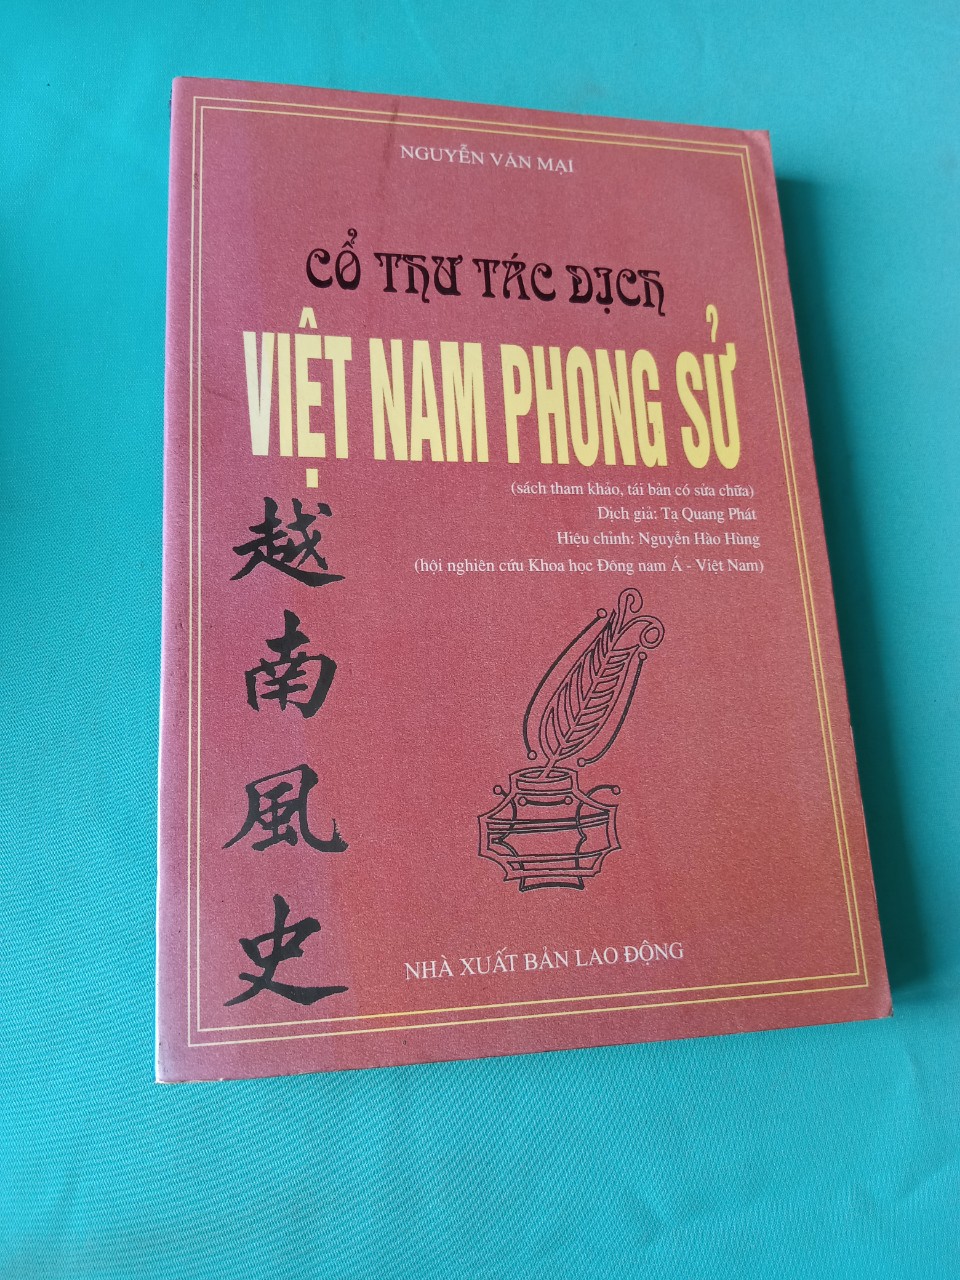 NGUYỄN VĂN MẠI
CỔ THƯ TÁC DỊCH
VIỆT NAM PHONG SỬ
(sách tham khảo, tái bản có sửa chữa)
Dịch giả: Tạ Quang Phát
Hiệu chỉnh: Nguyễn Hào Hùng
(hội nghiên cứu Khoa học Đông nam Á - Việt Nam)
越
南
風
史
NHÀ XUẤT BẢN LAO ĐỘNG